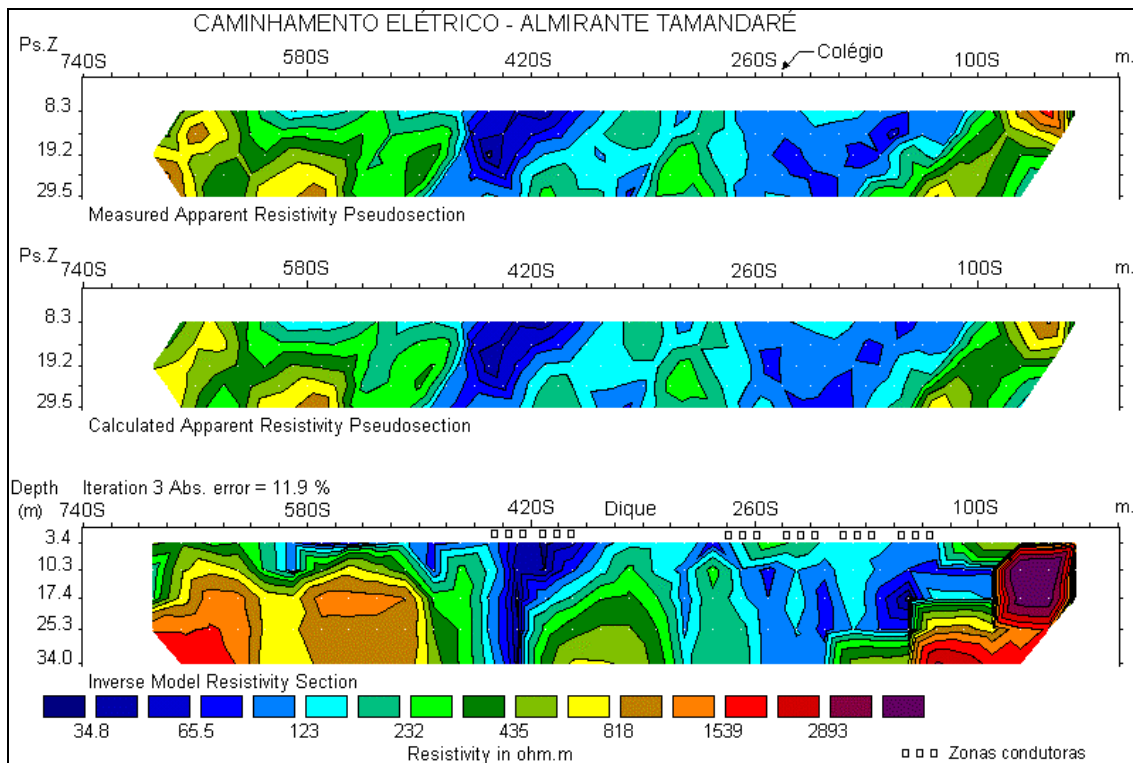 CAMINHAMENTO ELÉTRICO - ALMIRANTE TAMANDARÉ
Ps.Z 740S 580S 420S 260S Colégio 100S m.
8.3
19.2
29.5
Measured Apparent Resistivity Pseudosection
Ps.Z 740S 580S 420S 260S 100S m.
8.3
19.2
29.5
Calculated Apparent Resistivity Pseudosection
Depth Iteration 3 Abs. error = 11.9 %
(m) 740S 580S 420S Dique 260S 100S m.
3.4
10.3
17.4
25.3
34.0
Inverse Model Resistivity Section
34.8 65.5 123 232 435 818 1539 2893
Resistivity in ohm.m Zonas condutoras